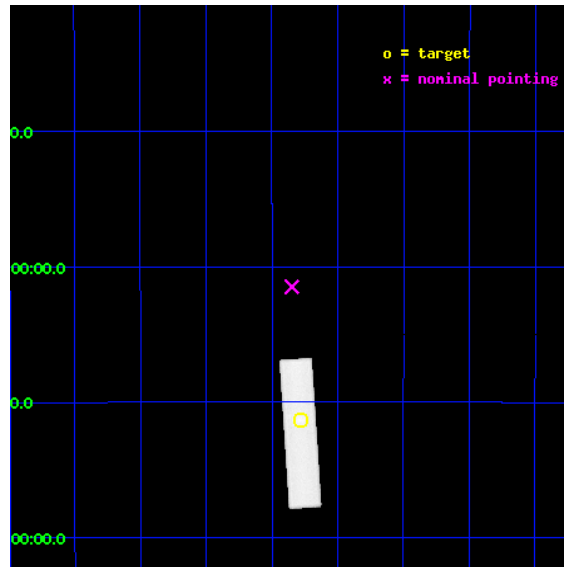 o = target
x = nominal pointing
0.0
00:00.0
0.0
00:00.0